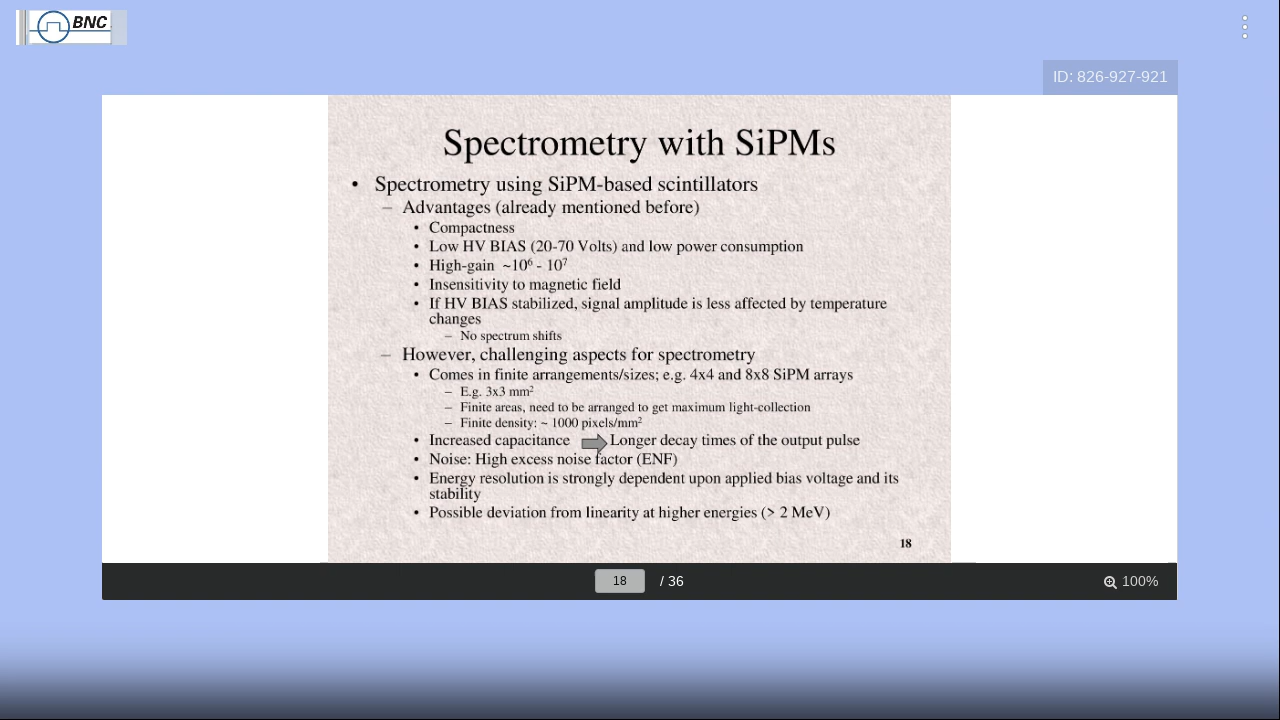 BNC
ID: 826-927-921
Spectrometry with SiPMs
• Spectrometry using SiPM-based scintillators
– Advantages (already mentioned before)
• Compactness
• Low HV BIAS (20-70 Volts) and low power consumption
• High-gain ~10⁶ - 10⁷
• Insensitivity to magnetic field
• If HV BIAS stabilized, signal amplitude is less affected by temperature
changes
– No spectrum shifts
– However, challenging aspects for spectrometry
• Comes in finite arrangements/sizes; e.g. 4x4 and 8x8 SiPM arrays
– E.g. 3x3 mm²
– Finite areas, need to be arranged to get maximum light-collection
– Finite density: ~ 1000 pixels/mm²
• Increased capacitance Longer decay times of the output pulse
• Noise: High excess noise factor (ENF)
• Energy resolution is strongly dependent upon applied bias voltage and its
stability
• Possible deviation from linearity at higher energies (> 2 MeV)
18
18 / 36
100%